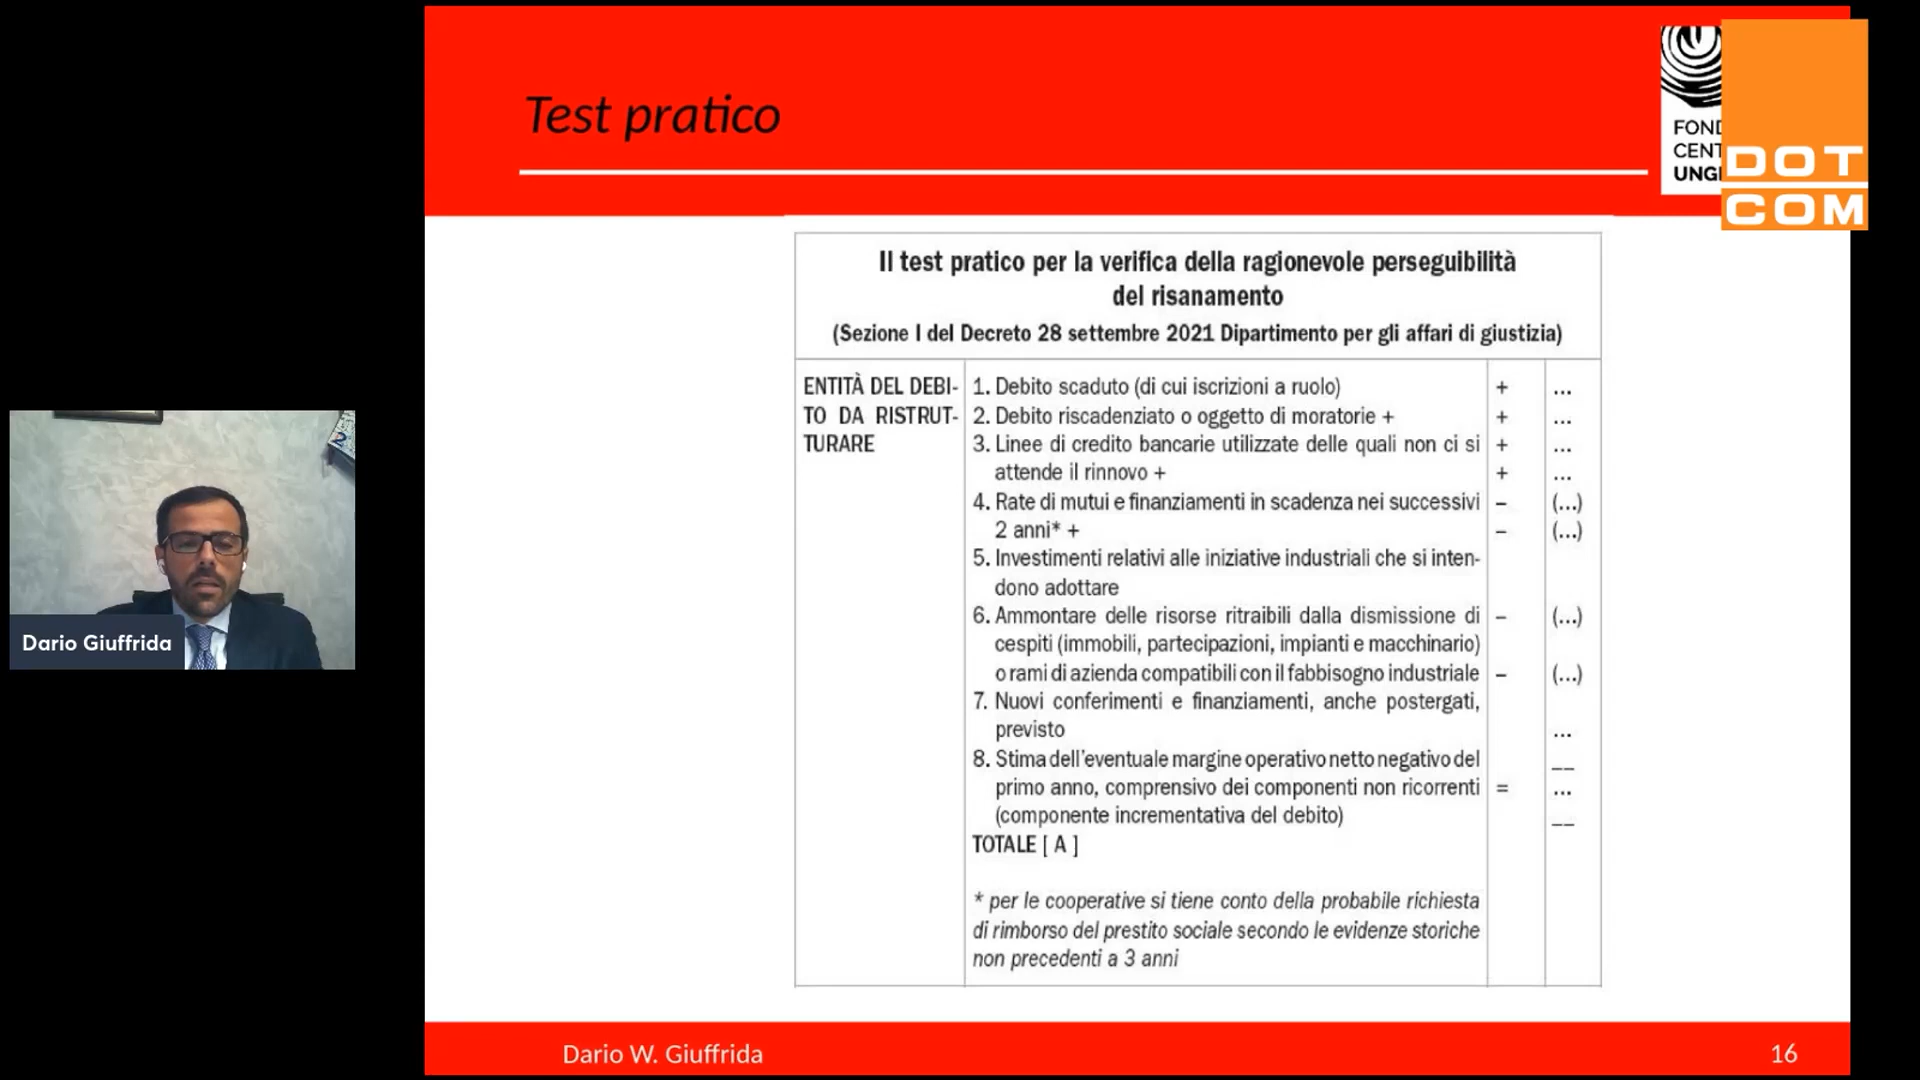 Test pratico
FOND
CENT
UNG
DOT
COM
Il test pratico per la verifica della ragionevole perseguibilità
del risanamento
(Sezione I del Decreto 28 settembre 2021 Dipartimento per gli affari di giustizia)
ENTITÀ DEL DEBI-
TO DA RISTRUT-
TURARE
1. Debito scaduto (di cui iscrizioni a ruolo) + ...
2. Debito riscadenziato o oggetto di moratorie + + ...
3. Linee di credito bancarie utilizzate delle quali non ci si + ...
attende il rinnovo + + ...
4. Rate di mutui e finanziamenti in scadenza nei successivi – (...)
2 anni* + – (...)
5. Investimenti relativi alle iniziative industriali che si inten-
dono adottare
6. Ammontare delle risorse ritraibili dalla dismissione di – (...)
cespiti (immobili, partecipazioni, impianti e macchinario)
o rami di azienda compatibili con il fabbisogno industriale – (...)
7. Nuovi conferimenti e finanziamenti, anche postergati,
previsto ...
8. Stima dell'eventuale margine operativo netto negativo del __
primo anno, comprensivo dei componenti non ricorrenti = ...
(componente incrementativa del debito) __
TOTALE [ A ]
* per le cooperative si tiene conto della probabile richiesta
di rimborso del prestito sociale secondo le evidenze storiche
non precedenti a 3 anni
Dario Giuffrida
Dario W. Giuffrida
16